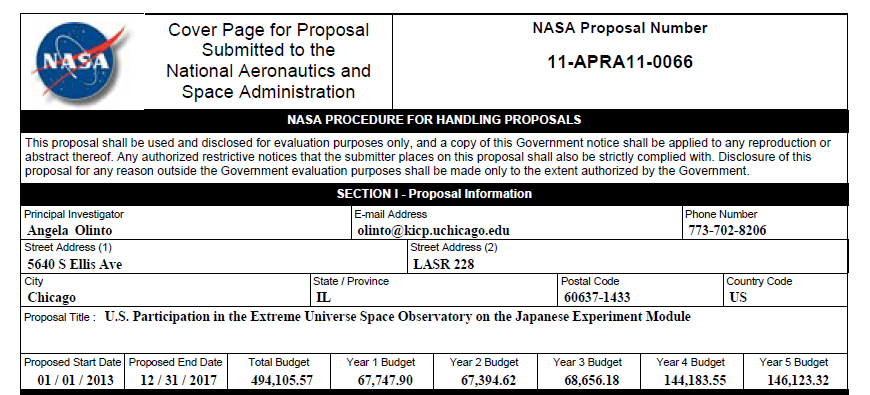 NASA
Cover Page for Proposal
Submitted to the
National Aeronautics and
Space Administration
NASA Proposal Number
11-APRA11-0066
NASA PROCEDURE FOR HANDLING PROPOSALS
This proposal shall be used and disclosed for evaluation purposes only, and a copy of this Government notice shall be applied to any reproduction or
abstract thereof. Any authorized restrictive notices that the submitter places on this proposal shall also be strictly complied with. Disclosure of this
proposal for any reason outside the Government evaluation purposes shall be made only to the extent authorized by the Government.
SECTION I - Proposal Information
Principal Investigator E-mail Address Phone Number
Angela Olinto olinto@kicp.uchicago.edu 773-702-8206
Street Address (1) Street Address (2)
5640 S Ellis Ave LASR 228
City State / Province Postal Code Country Code
Chicago IL 60637-1433 US
Proposal Title : U.S. Participation in the Extreme Universe Space Observatory on the Japanese Experiment Module
Proposed Start Date Proposed End Date Total Budget Year 1 Budget Year 2 Budget Year 3 Budget Year 4 Budget Year 5 Budget
01 / 01 / 2013 12 / 31 / 2017 494,105.57 67,747.90 67,394.62 68,656.18 144,183.55 146,123.32